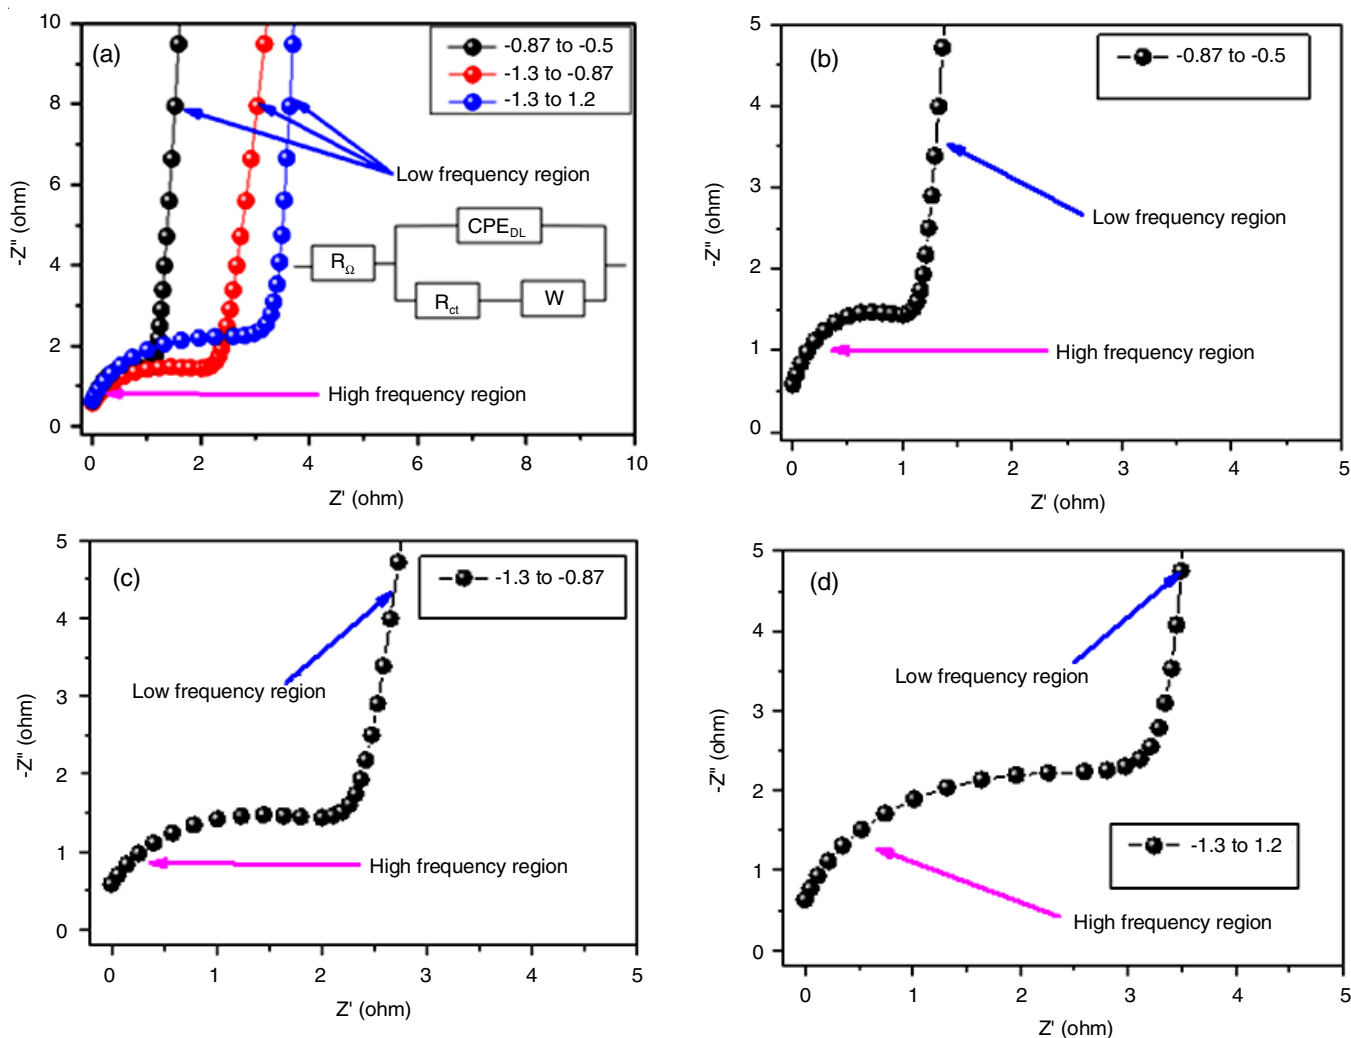 (a)
-0.87 to -0.5
-1.3 to -0.87
-1.3 to 1.2
Low frequency region
CPE_DL
R_Ω
R_ct
W
High frequency region
-Z" (ohm)
10
8
6
4
2
0
0 2 4 6 8 10
Z' (ohm)
(b)
-0.87 to -0.5
Low frequency region
High frequency region
-Z" (ohm)
5
4
3
2
1
0
0 1 2 3 4 5
Z' (ohm)
(c)
-1.3 to -0.87
Low frequency region
High frequency region
-Z" (ohm)
5
4
3
2
1
0
0 1 2 3 4 5
Z' (ohm)
(d)
Low frequency region
-1.3 to 1.2
High frequency region
-Z" (ohm)
5
4
3
2
1
0
0 1 2 3 4 5
Z' (ohm)